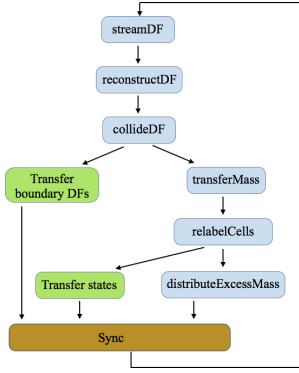 streamDF
reconstructDF
collideDF
Transfer
boundary DFs
transferMass
relabelCells
Transfer states
distributeExcessMass
Sync